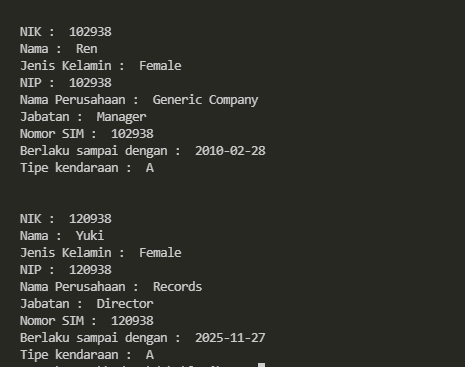 NIK :  102938
Nama :  Ren
Jenis Kelamin :  Female
NIP :  102938
Nama Perusahaan :  Generic Company
Jabatan :  Manager
Nomor SIM :  102938
Berlaku sampai dengan :  2010-02-28
Tipe kendaraan :  A
NIK :  120938
Nama :  Yuki
Jenis Kelamin :  Female
NIP :  120938
Nama Perusahaan :  Records
Jabatan :  Director
Nomor SIM :  120938
Berlaku sampai dengan :  2025-11-27
Tipe kendaraan :  A